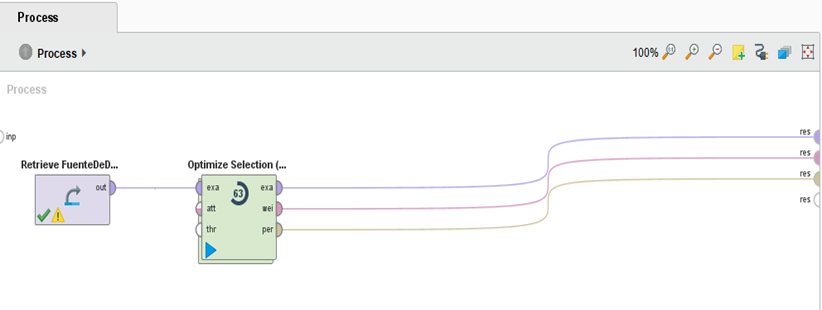 Process
Process
100%
Process
inp
Retrieve FuenteDeD...
out
Optimize Selection (...
exa
att
thr
63
exa
wei
per
res
res
res
res